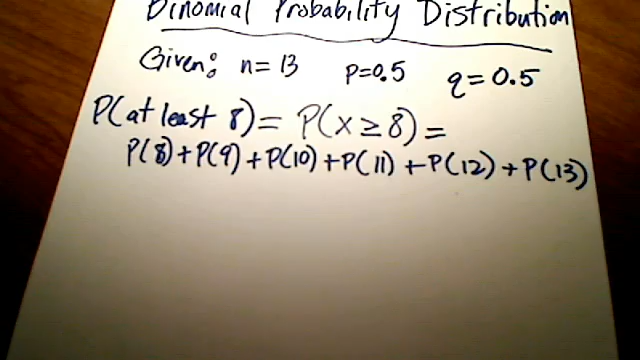 Binomial Probability Distribution
Given: n=13 p=0.5 q=0.5
P(at least 8) = P(x ≥ 8) =
P(8)+P(9)+P(10)+P(11)+P(12)+P(13)